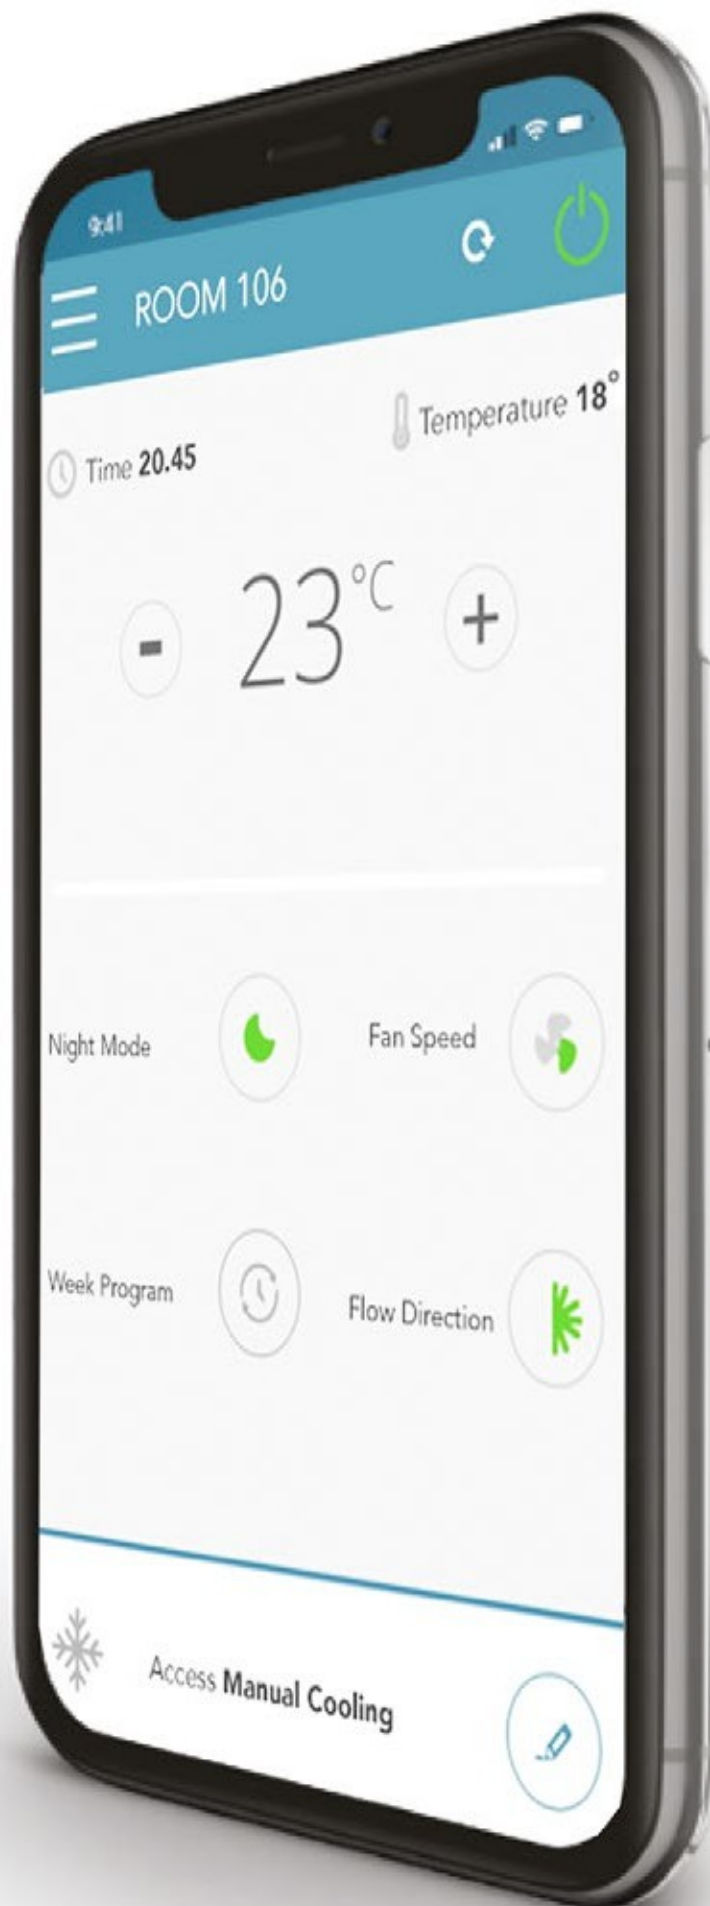 9:41
ROOM 106
Time 20.45
Temperature 18°
- 23°C +
Night Mode
Fan Speed
Week Program
Flow Direction
Access Manual Cooling